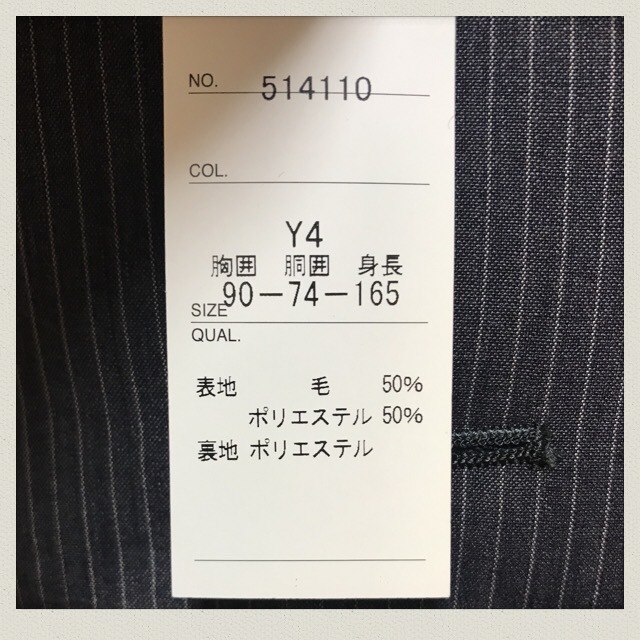 NO. 514110
COL.
Y4
胸囲 胴囲 身長
SIZE 90-74-165
QUAL.
表地 毛 50%
ポリエステル 50%
裏地 ポリエステル